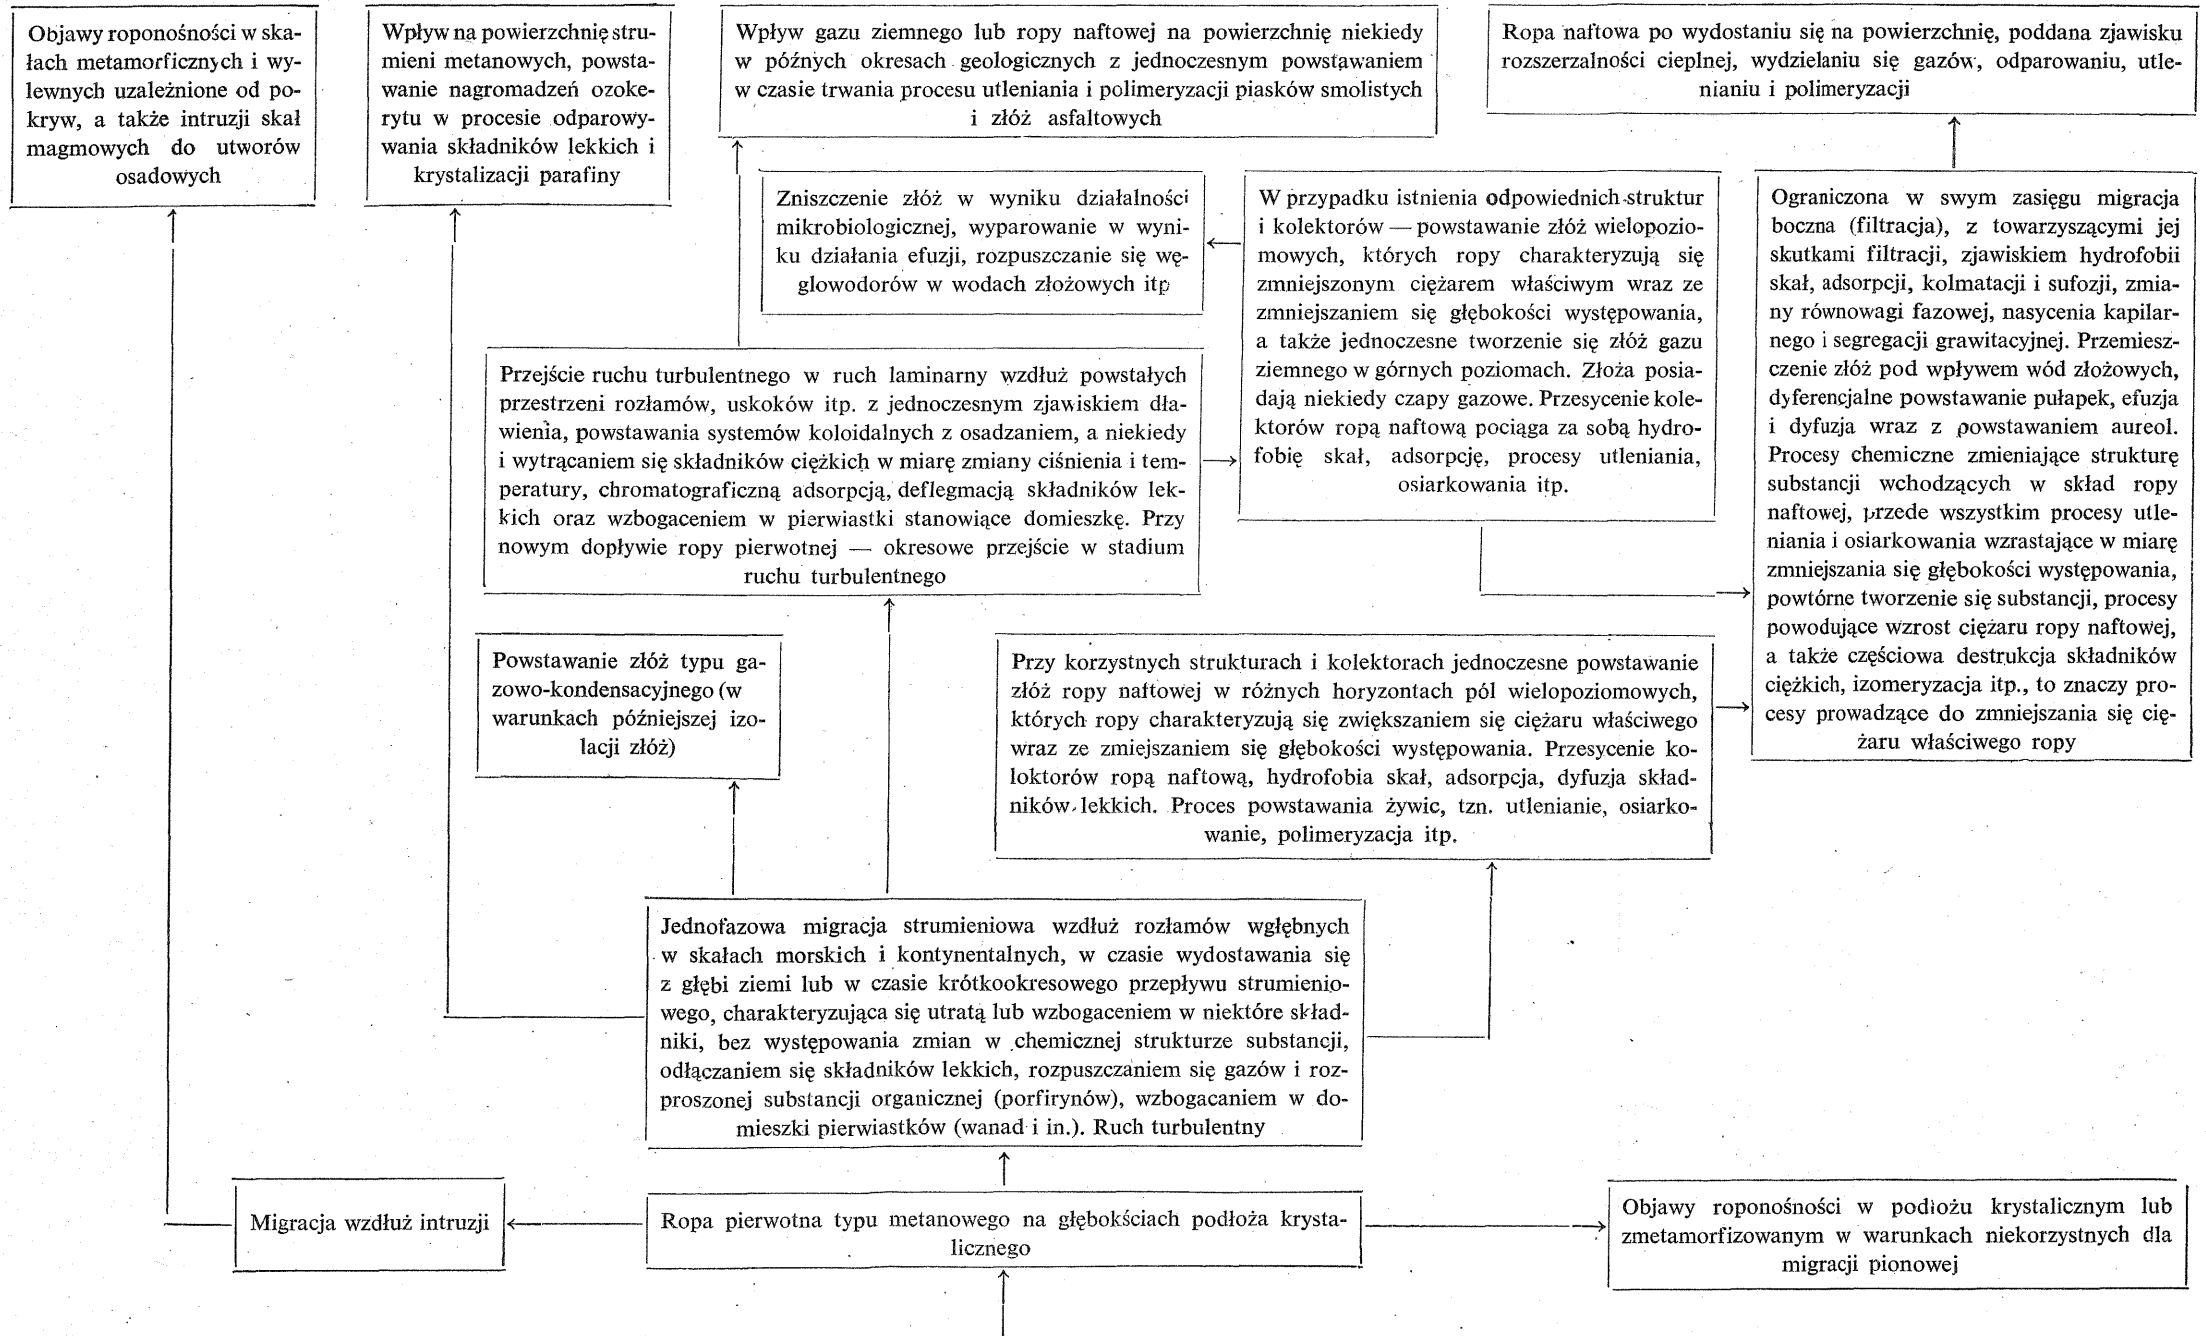 Objawy roponośności w ska-
łach metamorficznych i wy-
lewnych uzależnione od po-
kryw, a także intruzji skał
magmowych do utworów
osadowych
Wpływ na powierzchnię stru-
mieni metanowych, powsta-
wanie nagromadzeń ozoke-
rytu w procesie odparowy-
wania składników lekkich i
krystalizacji parafiny
Wpływ gazu ziemnego lub ropy naftowej na powierzchnię niekiedy
w późnych okresach geologicznych z jednoczesnym powstawaniem
w czasie trwania procesu utleniania i polimeryzacji piasków smolistych
i złóż asfaltowych
Ropa naftowa po wydostaniu się na powierzchnię, poddana zjawisku
rozszerzalności cieplnej, wydzielaniu się gazów, odparowaniu, utle-
nianiu i polimeryzacji
Zniszczenie złóż w wyniku działalności
mikrobiologicznej, wyparowanie w wyni-
ku działania efuzji, rozpuszczanie się wę-
glowodorów w wodach złożowych itp
W przypadku istnienia odpowiednich struktur
i kolektorów — powstawanie złóż wielopozio-
mowych, których ropy charakteryzują się
zmniejszonym ciężarem właściwym wraz ze
zmniejszaniem się głębokości występowania,
a także jednoczesne tworzenie się złóż gazu
ziemnego w górnych poziomach. Złoża posia-
dają niekiedy czapy gazowe. Przesycenie kole-
ktorów ropą naftową pociąga za sobą hydro-
fobię skał, adsorpcję, procesy utleniania,
osiarkowania itp.
Ograniczona w swym zasięgu migracja
boczna (filtracja), z towarzyszącymi jej
skutkami filtracji, zjawiskiem hydrofobii
skał, adsorpcji, kolmatacji i sufozji, zmia-
ny równowagi fazowej, nasycenia kapilar-
nego i segregacji grawitacyjnej. Przemiesz-
czenie złóż pod wpływem wód złożowych,
dyferencjalne powstawanie pułapek, efuzja
i dyfuzja wraz z powstawaniem aureol.
Procesy chemiczne zmieniające strukturę
substancji wchodzących w skład ropy
naftowej, przede wszystkim procesy utle-
niania i osiarkowania wzrastające w miarę
zmniejszania się głębokości występowania,
powtórne tworzenie się substancji, procesy
powodujące wzrost ciężaru ropy naftowej,
a także częściowa destrukcja składników
ciężkich, izomeryzacja itp., to znaczy pro-
cesy prowadzące do zmniejszania się cię-
żaru właściwego ropy
Przejście ruchu turbulentnego w ruch laminarny wzdłuż powstałych
przestrzeni rozłamów, uskoków itp. z jednoczesnym zjawiskiem dła-
wienia, powstawania systemów koloidalnych z osadzaniem, a niekiedy
i wytrącaniem się składników ciężkich w miarę zmiany ciśnienia i tem-
peratury, chromatograficzną adsorpcją, deflegmacją składników lek-
kich oraz wzbogaceniem w pierwiastki stanowiące domieszkę. Przy
nowym dopływie ropy pierwotnej — okresowe przejście w stadium
ruchu turbulentnego
Powstawanie złóż typu ga-
zowo-kondensacyjnego (w
warunkach późniejszej izo-
lacji złóż)
Przy korzystnych strukturach i kolektorach jednoczesne powstawanie
złóż ropy naftowej w różnych horyzontach pól wielopoziomowych,
których ropy charakteryzują się zwiększaniem się ciężaru właściwego
wraz ze zmiejszaniem się głębokości występowania. Przesycenie ko-
loktorów ropą naftową, hydrofobia skał, adsorpcja, dyfuzja skład-
ników lekkich. Proces powstawania żywic, tzn. utlenianie, osiarko-
wanie, polimeryzacja itp.
Jednofazowa migracja strumieniowa wzdłuż rozłamów wgłębnych
w skałach morskich i kontynentalnych, w czasie wydostawania się
z głębi ziemi lub w czasie krótkookresowego przepływu strumienio-
wego, charakteryzująca się utratą lub wzbogaceniem w niektóre skład-
niki, bez występowania zmian w chemicznej strukturze substancji,
odłączaniem się składników lekkich, rozpuszczaniem się gazów i roz-
proszonej substancji organicznej (porfirynów), wzbogacaniem w do-
mieszki pierwiastków (wanad i in.). Ruch turbulentny
Migracja wzdłuż intruzji
Ropa pierwotna typu metanowego na głębokściach podłoża krysta-
licznego
Objawy roponośności w podłożu krystalicznym lub
zmetamorfizowanym w warunkach niekorzystnych dla
migracji pionowej